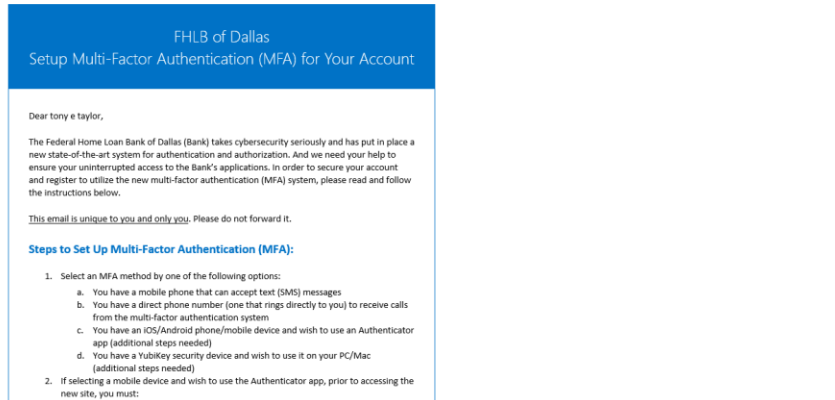 FHLB of Dallas
Setup Multi-Factor Authentication (MFA) for Your Account
Dear tony e taylor,
The Federal Home Loan Bank of Dallas (Bank) takes cybersecurity seriously and has put in place a
new state-of-the-art system for authentication and authorization. And we need your help to
ensure your uninterrupted access to the Bank's applications. In order to secure your account
and register to utilize the new multi-factor authentication (MFA) system, please read and follow
the instructions below.
This email is unique to you and only you. Please do not forward it.
Steps to Set Up Multi-Factor Authentication (MFA):
1. Select an MFA method by one of the following options:
a. You have a mobile phone that can accept text (SMS) messages
b. You have a direct phone number (one that rings directly to you) to receive calls
from the multi-factor authentication system
c. You have an iOS/Android phone/mobile device and wish to use an Authenticator
app (additional steps needed)
d. You have a YubiKey security device and wish to use it on your PC/Mac
(additional steps needed)
2. If selecting a mobile device and wish to use the Authenticator app, prior to accessing the
new site, you must: